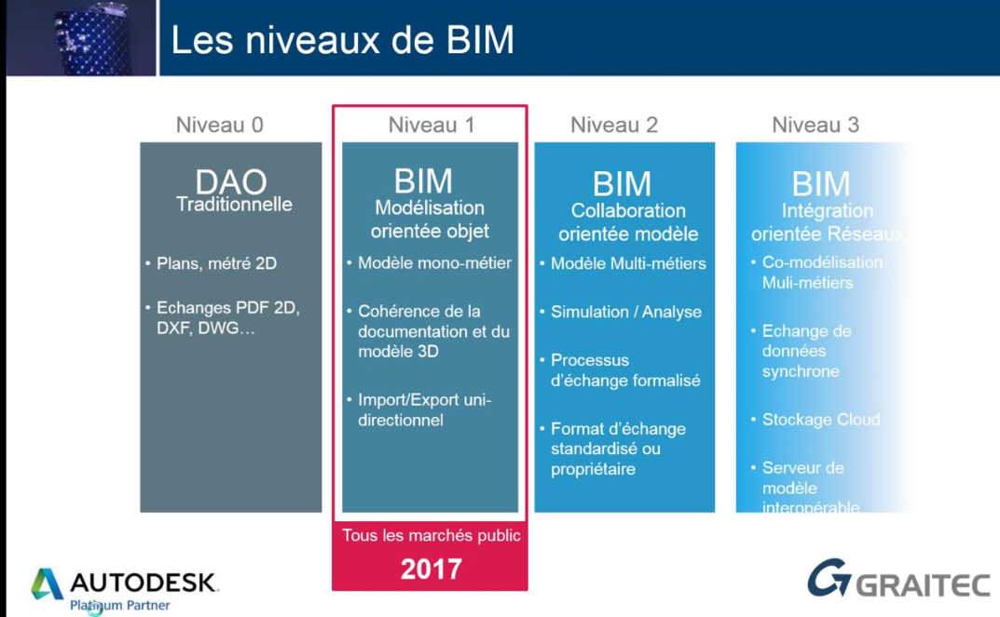 Les niveaux de BIM
Niveau 0
DAO
Traditionnelle
• Plans, métré 2D
• Echanges PDF 2D,
DXF, DWG…
Niveau 1
BIM
Modélisation
orientée objet
• Modèle mono-métier
• Cohérence de la
documentation et du
modèle 3D
• Import/Export uni-
directionnel
Tous les marchés public
2017
Niveau 2
BIM
Collaboration
orientée modèle
• Modèle Multi-métiers
• Simulation / Analyse
• Processus
d’échange formalisé
• Format d’échange
standardisé ou
propriétaire
Niveau 3
BIM
Intégration
orientée Réseaux
• Co-modélisation
Muli-métiers
• Echange de
données
synchrone
• Stockage Cloud
• Serveur de
modèle
interopérable
AUTODESK.
Platinum Partner
GRAITEC